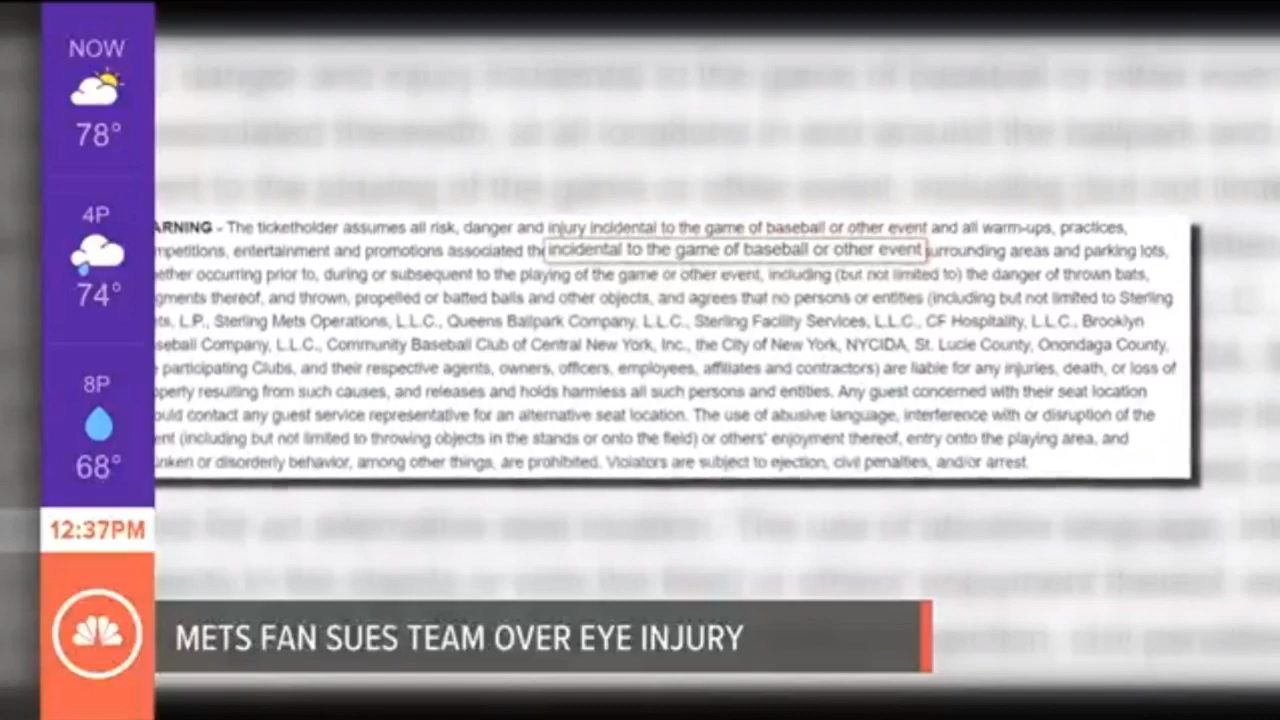 NOW
78°
4P
74°
8P
68°
12:37PM
ARNING - The ticketholder assumes all risk, danger and injury incidental to the game of baseball or other event and all warm-ups, practices,
mpetitions, entertainment and promotions associated the
incidental to the game of baseball or other event
urrounding areas and parking lots,
ether occurring prior to, during or subsequent to the playing of the game or other event, including (but not limited to) the danger of thrown bats,
gments thereof, and thrown, propelled or batted balls and other objects, and agrees that no persons or entities (including but not limited to Sterling
ts, L.P., Sterling Mets Operations, L.L.C., Queens Ballpark Company, L.L.C., Sterling Facility Services, L.L.C., CF Hospitality, L.L.C., Brooklyn
seball Company, L.L.C., Community Baseball Club of Central New York, Inc., the City of New York, NYCIDA, St. Lucie County, Onondaga County,
participating Clubs, and their respective agents, owners, officers, employees, affiliates and contractors) are liable for any injuries, death, or loss of
operty resulting from such causes, and releases and holds harmless all such persons and entities. Any guest concerned with their seat location
ould contact any guest service representative for an alternative seat location. The use of abusive language, interference with or disruption of the
ent (including but not limited to throwing objects in the stands or onto the field) or others' enjoyment thereof, entry onto the playing area, and
unken or disorderly behavior, among other things, are prohibited. Violators are subject to ejection, civil penalties, and/or arrest.
METS FAN SUES TEAM OVER EYE INJURY